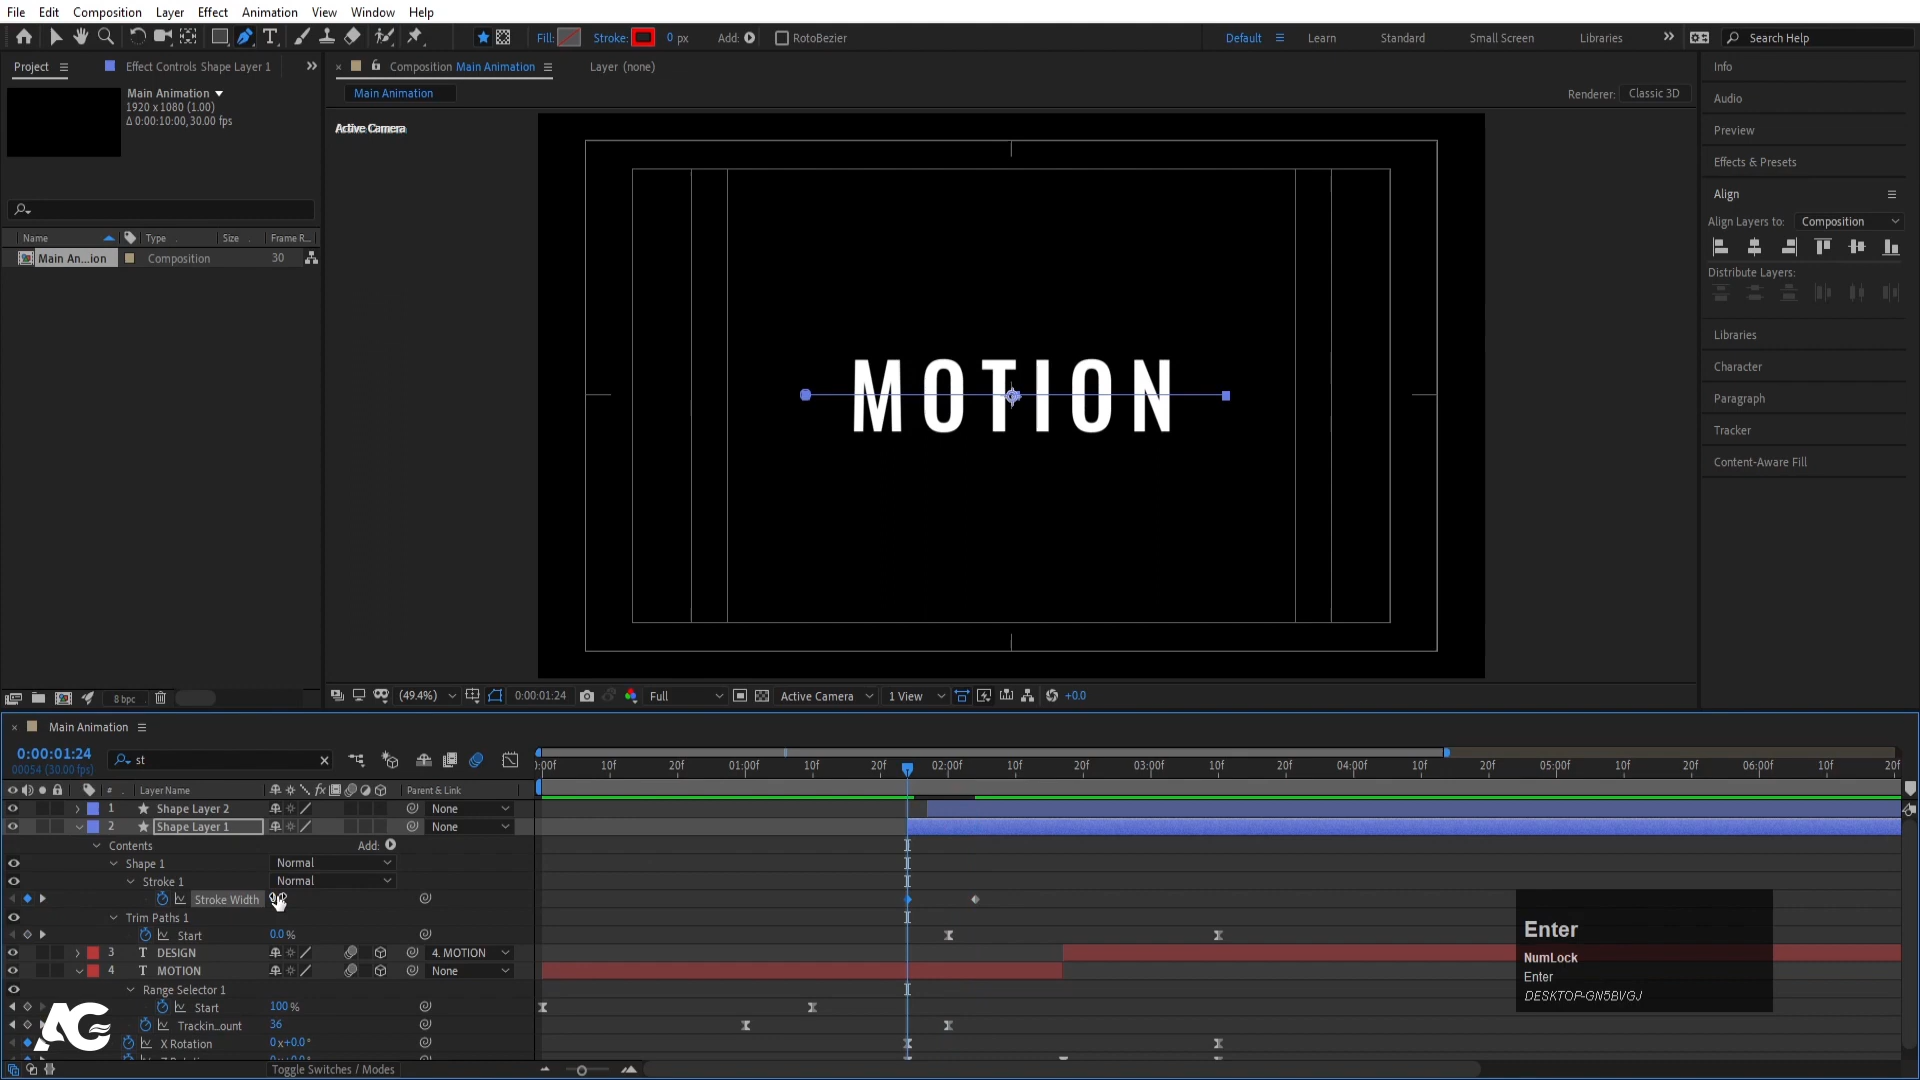 File Edit Composition Layer Effect Animation View Window Help
Fill: Stroke: 0 px Add: RotoBezier Default Learn Standard Small Screen Libraries Search Help
Project Effect Controls Shape Layer 1 Composition Main Animation Layer (none)
Main Animation
1920 x 1080 (1.00)
Δ 0:00:10:00, 30.00 fps
Main Animation Renderer: Classic 3D
Active Camera
Name Type Size Frame R...
Main An...ion Composition 30
MOTION
Info
Audio
Preview
Effects & Presets
Align
Align Layers to: Composition
Distribute Layers:
Libraries
Character
Paragraph
Tracker
Content-Aware Fill
8 bpc (49.4%) 0:00:01:24 Full Active Camera 1 View +0.0
Main Animation
0:00:01:24 st
00054 (30.00 fps)
:00f 10f 20f 01:00f 10f 20f 02:00f 10f 20f 03:00f 10f 20f 04:00f 10f 20f 05:00f 10f 20f 06:00f 10f 20f
# Layer Name Parent & Link
1 Shape Layer 2 None
2 Shape Layer 1 None
Contents Add:
Shape 1 Normal
Stroke 1 Normal
Stroke Width
Trim Paths 1
Start 0.0 %
3 T DESIGN 4. MOTION
4 T MOTION None
Range Selector 1
Start 100 %
Trackin...ount 36
X Rotation 0x+0.0°
Toggle Switches / Modes
AG
Enter
NumLock
Enter
DESKTOP-GN5BVGJ